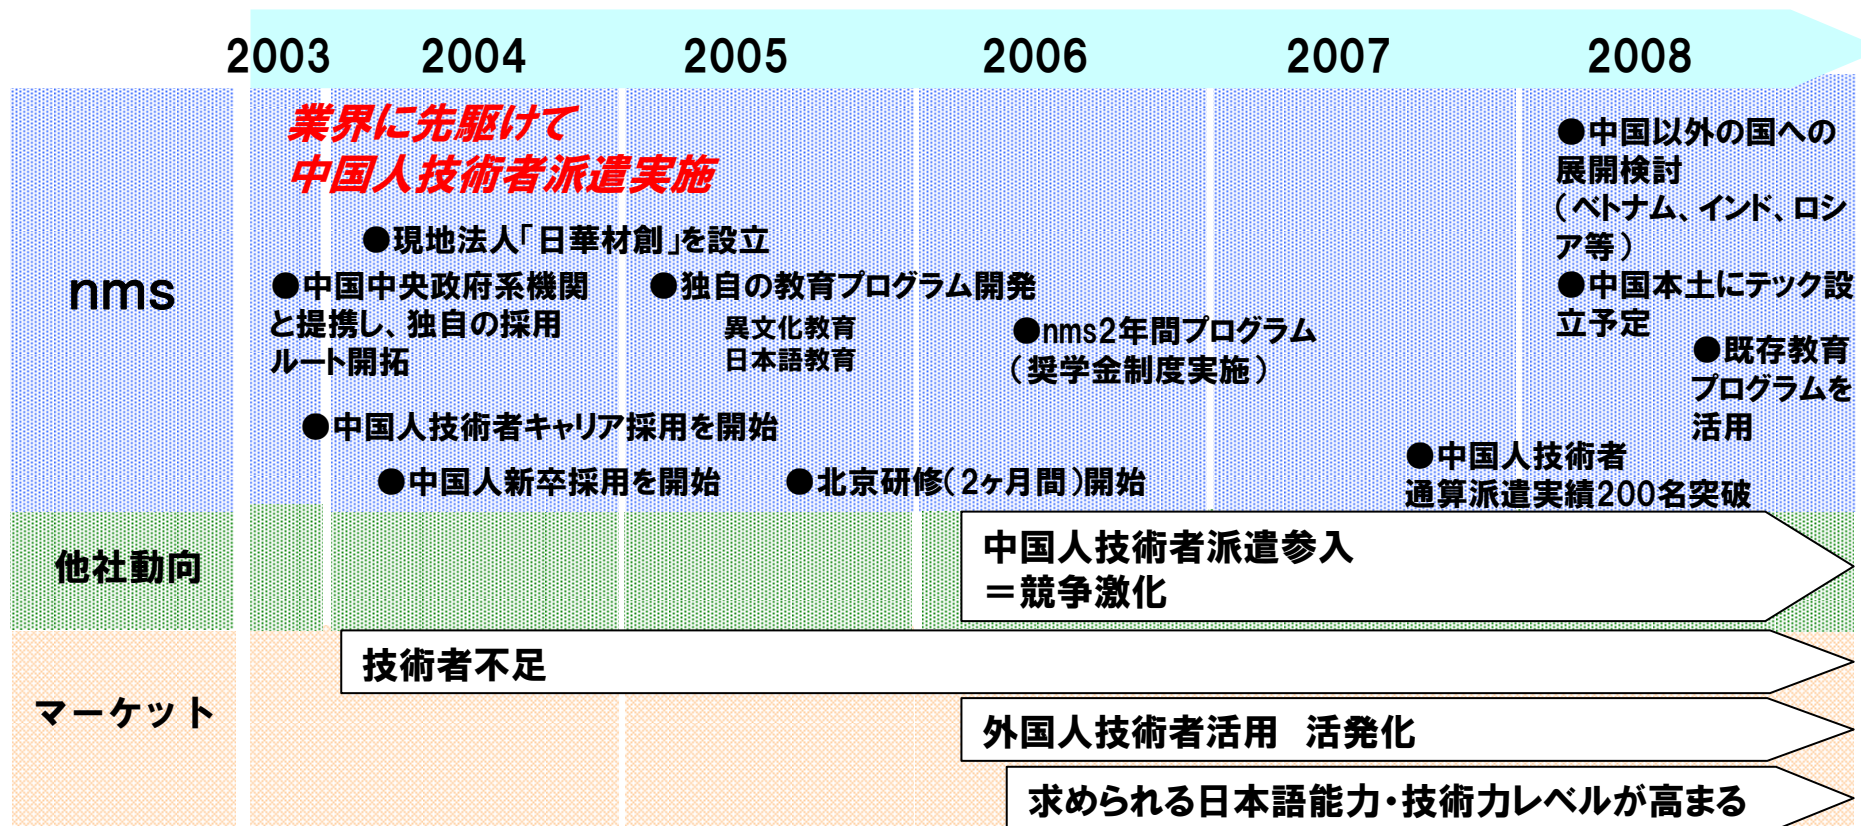 2003 2004 2005 2006 2007 2008
業界に先駆けて
中国人技術者派遣実施
nms
●現地法人「日華材創」を設立
●中国中央政府系機関
と提携し、独自の採用
ルート開拓
●中国人技術者キャリア採用を開始
●中国人新卒採用を開始
●独自の教育プログラム開発
異文化教育
日本語教育
●北京研修(2ヶ月間)開始
●nms2年間プログラム
(奨学金制度実施)
●中国人技術者
通算派遣実績200名突破
●中国以外の国への
展開検討
(ベトナム、インド、ロシ
ア等)
●中国本土にテック設
立予定
●既存教育
プログラムを
活用
他社動向
中国人技術者派遣参入
=競争激化
マーケット
技術者不足
外国人技術者活用　活発化
求められる日本語能力・技術力レベルが高まる